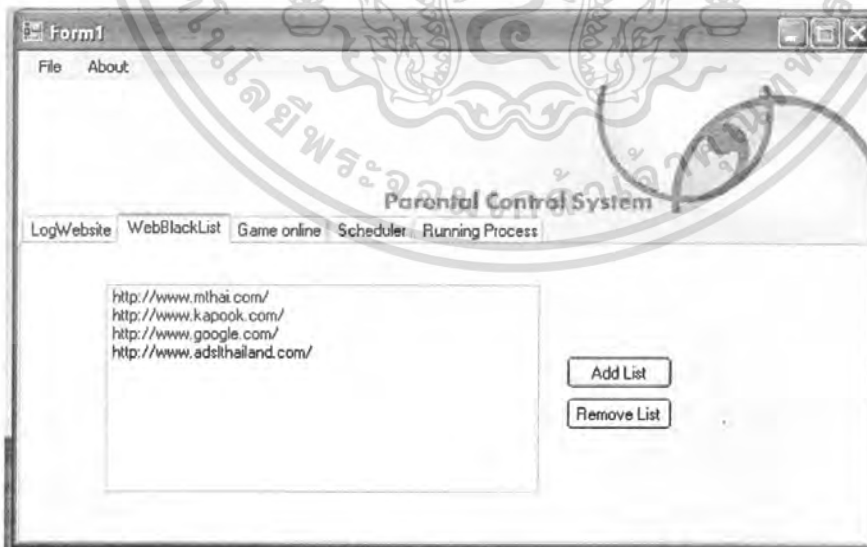 Form1
File About
Parental Control System
LogWebsite WebBlackList Game online Scheduler Running Process
http://www.mthai.com/
http://www.kapook.com/
http://www.google.com/
http://www.adslthailand.com/
Add List
Remove List